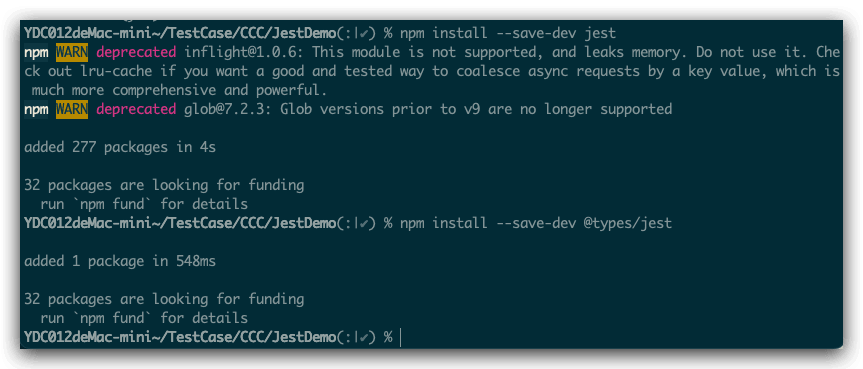 YDC012deMac-mini~/TestCase/CCC/JestDemo(:|✔) % npm install --save-dev jest
npm WARN deprecated inflight@1.0.6: This module is not supported, and leaks memory. Do not use it. Che
ck out lru-cache if you want a good and tested way to coalesce async requests by a key value, which is
 much more comprehensive and powerful.
npm WARN deprecated glob@7.2.3: Glob versions prior to v9 are no longer supported
added 277 packages in 4s
32 packages are looking for funding
  run `npm fund` for details
YDC012deMac-mini~/TestCase/CCC/JestDemo(:|✔) % npm install --save-dev @types/jest
added 1 package in 548ms
32 packages are looking for funding
  run `npm fund` for details
YDC012deMac-mini~/TestCase/CCC/JestDemo(:|✔) %